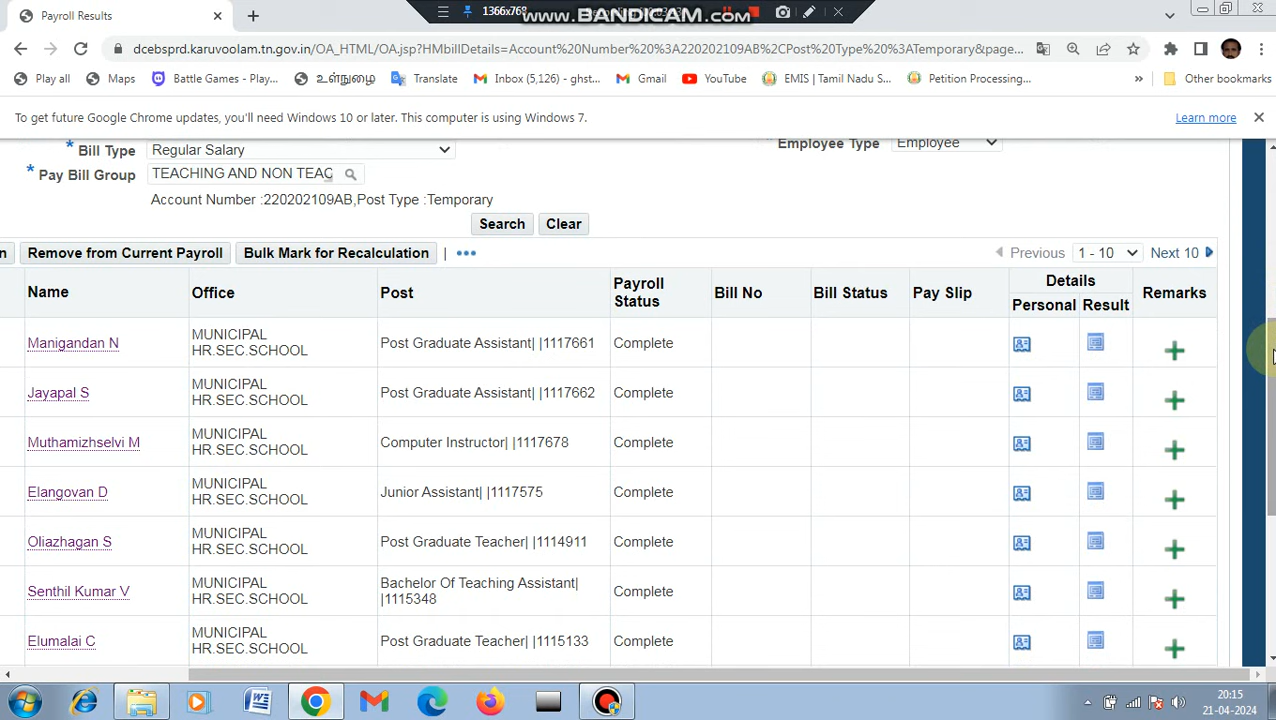 Payroll Results
1366x768
www.BANDICAM.com
dcebsprd.karuvoolam.tn.gov.in/OA_HTML/OA.jsp?HMbillDetails=Account%20Number%20%3A220202109AB%2CPost%20Type%20%3ATemporary&page...
Play all Maps Battle Games - Play... உள்நுழை Translate Inbox (5,126) - ghst... Gmail YouTube EMIS | Tamil Nadu S... Petition Processing... » Other bookmarks
To get future Google Chrome updates, you'll need Windows 10 or later. This computer is using Windows 7. Learn more
* Bill Type Regular Salary Employee Type Employee
* Pay Bill Group TEACHING AND NON TEAC
Account Number :220202109AB,Post Type :Temporary
Search Clear
n Remove from Current Payroll Bulk Mark for Recalculation | ••• Previous 1 - 10 Next 10
Name Office Post Payroll Status Bill No Bill Status Pay Slip Details Remarks
Personal Result
Manigandan N MUNICIPAL HR.SEC.SCHOOL Post Graduate Assistant| |1117661 Complete
Jayapal S MUNICIPAL HR.SEC.SCHOOL Post Graduate Assistant| |1117662 Complete
Muthamizhselvi M MUNICIPAL HR.SEC.SCHOOL Computer Instructor| |1117678 Complete
Elangovan D MUNICIPAL HR.SEC.SCHOOL Junior Assistant| |1117575 Complete
Oliazhagan S MUNICIPAL HR.SEC.SCHOOL Post Graduate Teacher| |1114911 Complete
Senthil Kumar V MUNICIPAL HR.SEC.SCHOOL Bachelor Of Teaching Assistant| |1115348 Complete
Elumalai C MUNICIPAL HR.SEC.SCHOOL Post Graduate Teacher| |1115133 Complete
20:15
21-04-2024